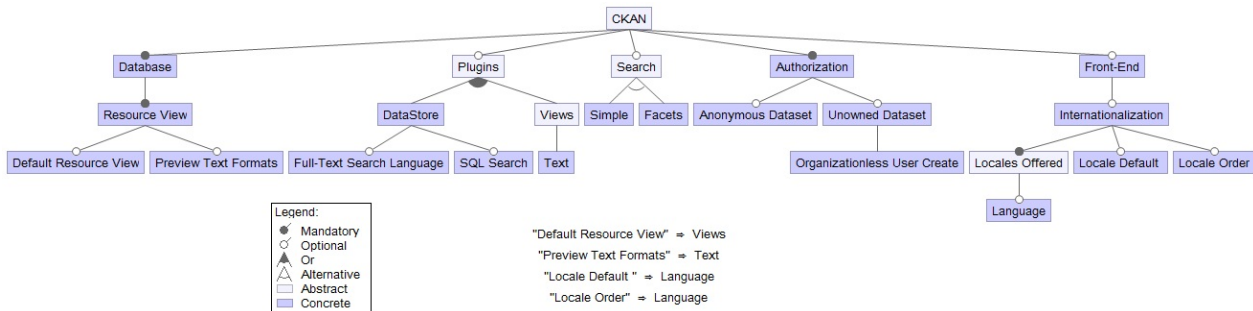 CKAN
Database Plugins Search Authorization Front-End
Resource View DataStore Views Simple Facets Anonymous Dataset Unowned Dataset Internationalization
Default Resource View Preview Text Formats Full-Text Search Language SQL Search Text Organizationless User Create Locales Offered Locale Default Locale Order
Language
Legend:
Mandatory
Optional
Or
Alternative
Abstract
Concrete
"Default Resource View" ⇒ Views
"Preview Text Formats" ⇒ Text
"Locale Default " ⇒ Language
"Locale Order" ⇒ Language